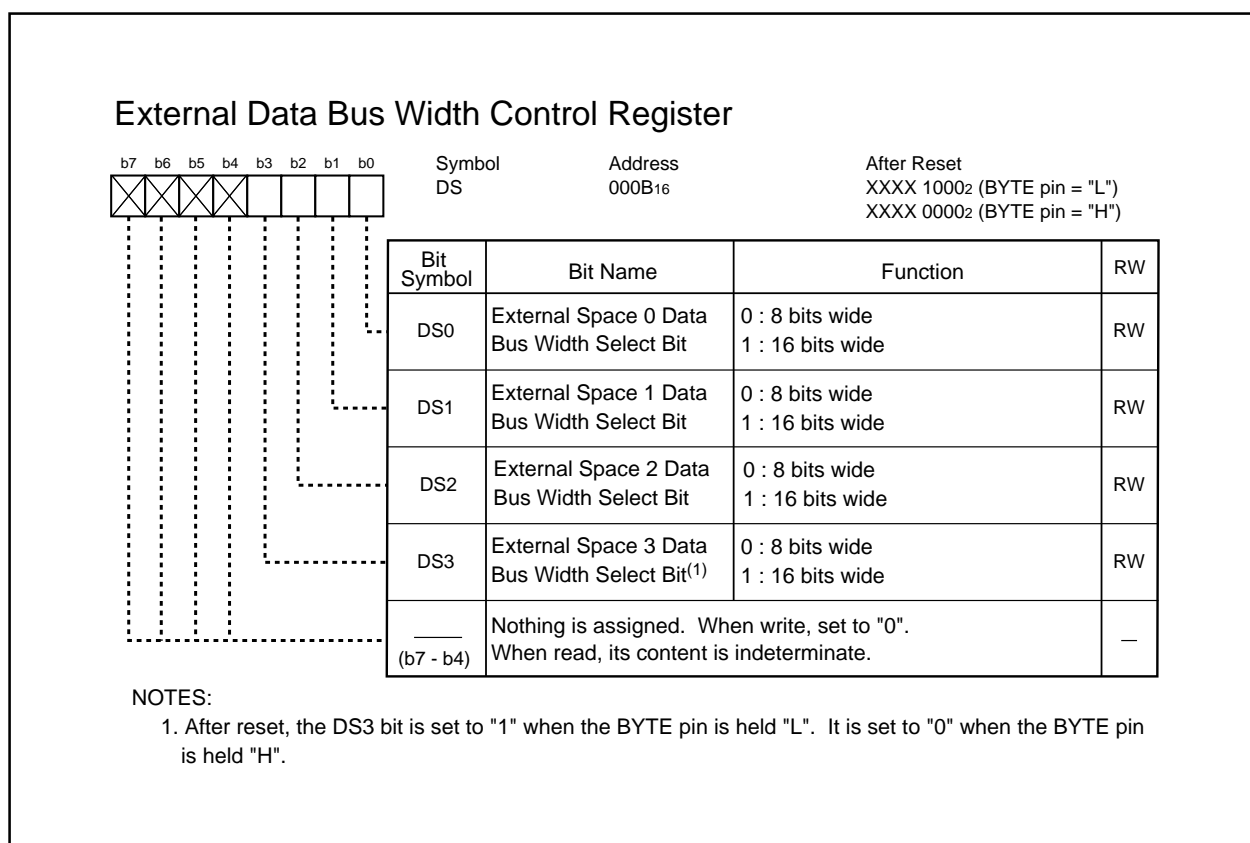 External Data Bus Width Control Register
b7 b6 b5 b4 b3 b2 b1 b0
Symbol Address After Reset
DS 000B16 XXXX 10002 (BYTE pin = "L")
XXXX 00002 (BYTE pin = "H")
Bit Symbol Bit Name Function RW
DS0 External Space 0 Data 0 : 8 bits wide RW
Bus Width Select Bit 1 : 16 bits wide
DS1 External Space 1 Data 0 : 8 bits wide RW
Bus Width Select Bit 1 : 16 bits wide
DS2 External Space 2 Data 0 : 8 bits wide RW
Bus Width Select Bit 1 : 16 bits wide
DS3 External Space 3 Data 0 : 8 bits wide RW
Bus Width Select Bit(1) 1 : 16 bits wide
Nothing is assigned. When write, set to "0". —
(b7 - b4) When read, its content is indeterminate.
NOTES:
1. After reset, the DS3 bit is set to "1" when the BYTE pin is held "L". It is set to "0" when the BYTE pin
is held "H".